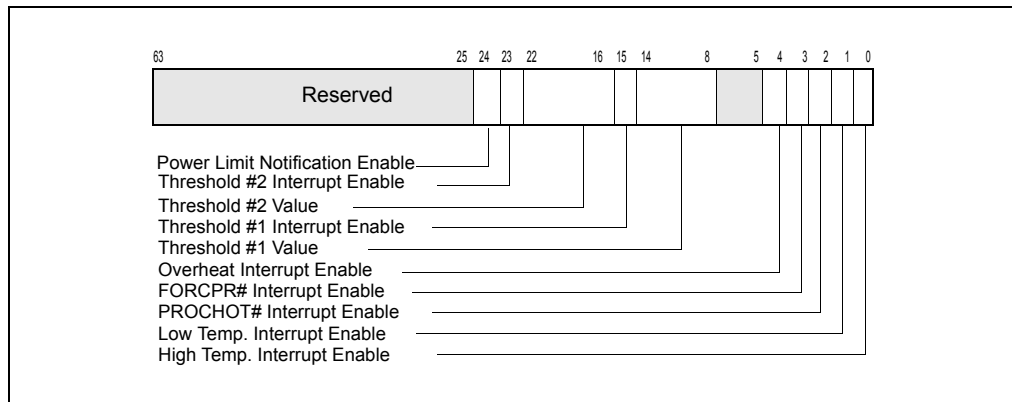 63 25 24 23 22 16 15 14 8 5 4 3 2 1 0
Reserved
Power Limit Notification Enable
Threshold #2 Interrupt Enable
Threshold #2 Value
Threshold #1 Interrupt Enable
Threshold #1 Value
Overheat Interrupt Enable
FORCPR# Interrupt Enable
PROCHOT# Interrupt Enable
Low Temp. Interrupt Enable
High Temp. Interrupt Enable